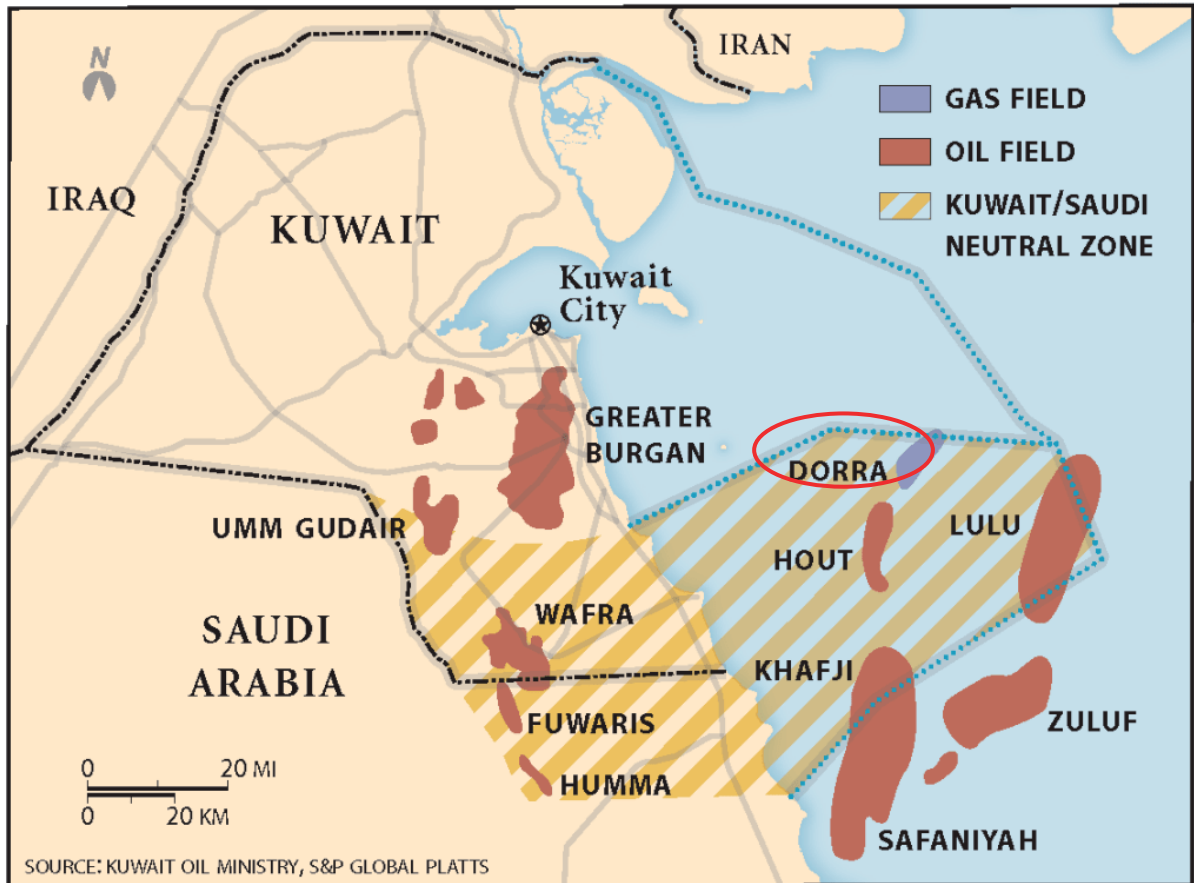 N
IRAN
GAS FIELD
OIL FIELD
KUWAIT/SAUDI
NEUTRAL ZONE
IRAQ
KUWAIT
Kuwait
City
GREATER
BURGAN
DORRA
UMM GUDAIR
LULU
HOUT
WAFRA
SAUDI
ARABIA
KHAFJI
FUWARIS
ZULUF
HUMMA
0 20 MI
0 20 KM
SAFANIYAH
SOURCE: KUWAIT OIL MINISTRY, S&P GLOBAL PLATTS